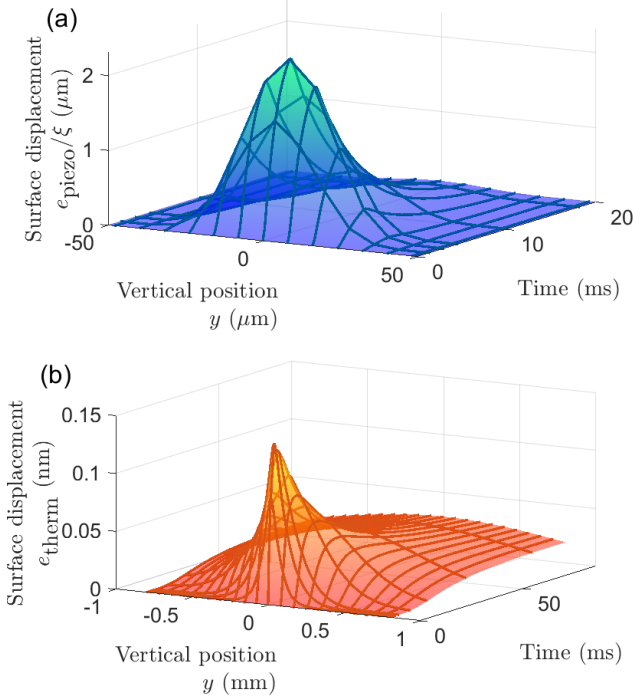 (a)
Surface displacement
e_piezo/ξ (μm)
2
1
0
-50
0
50
0
10
20
Vertical position
y (μm)
Time (ms)
(b)
Surface displacement
e_therm (nm)
0.15
0.1
0.05
0
-1
-0.5
0
0.5
1
0
50
Vertical position
y (mm)
Time (ms)